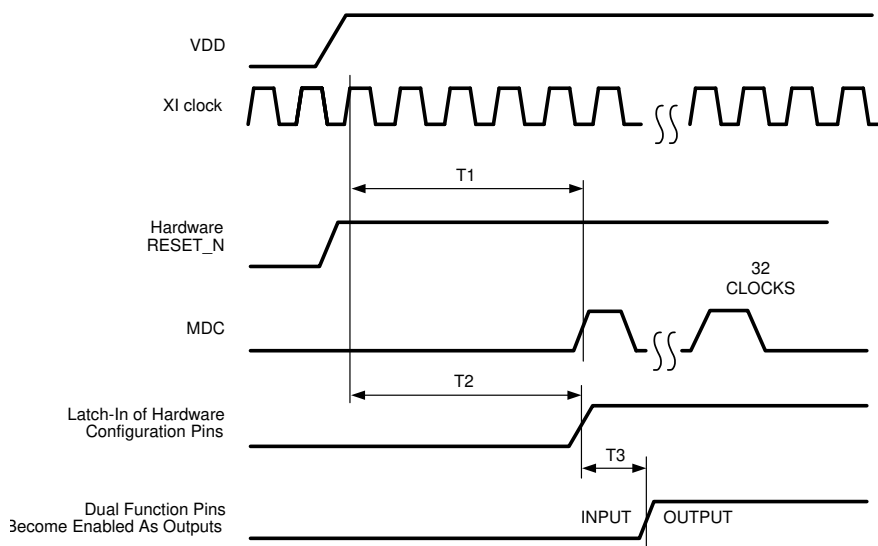 VDD
XI clock
T1
Hardware
RESET_N
32
CLOCKS
MDC
T2
Latch-In of Hardware
Configuration Pins
T3
Dual Function Pins
Become Enabled As Outputs
INPUT
OUTPUT